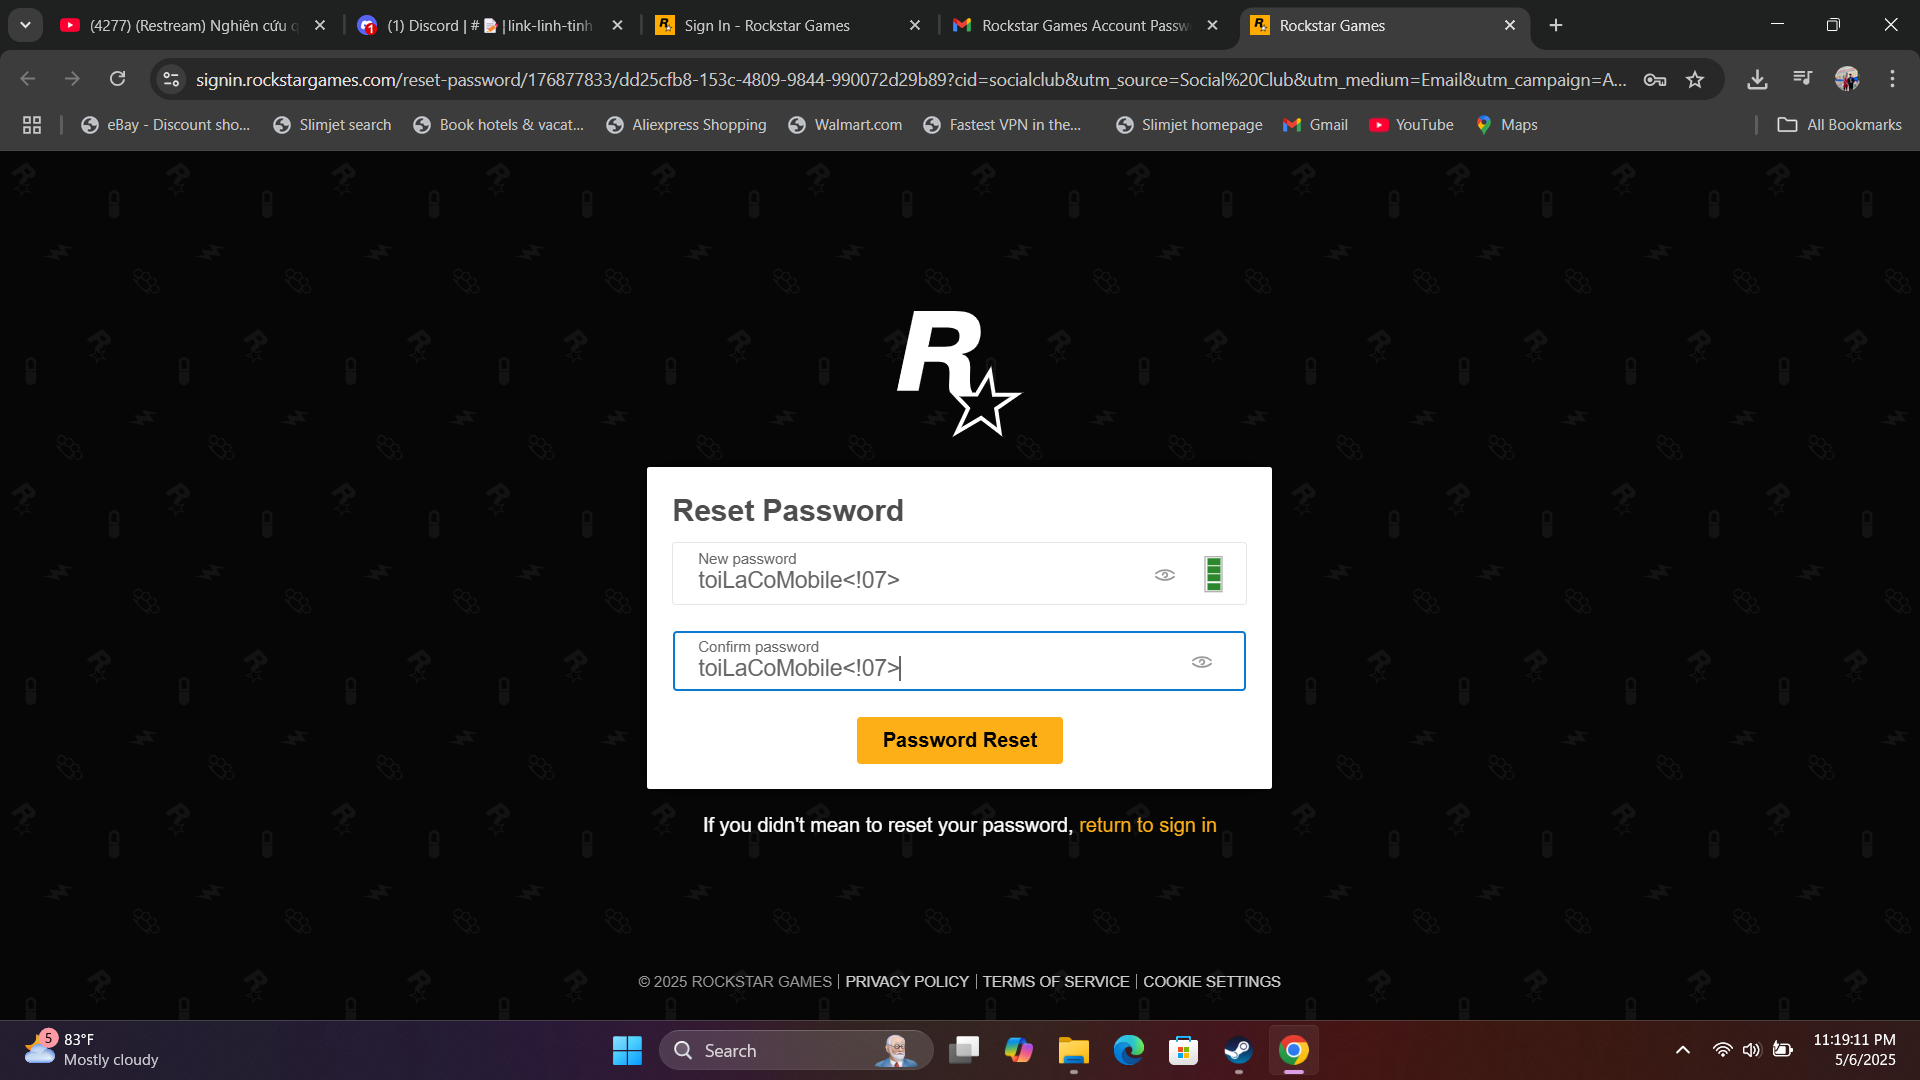 (4277) (Restream) Nghiên cứu q
(1) Discord | # 📝 | link-linh-tinh
Sign In - Rockstar Games
Rockstar Games Account Passw
Rockstar Games
signin.rockstargames.com/reset-password/176877833/dd25cfb8-153c-4809-9844-990072d29b89?cid=socialclub&utm_source=Social%20Club&utm_medium=Email&utm_campaign=A...
eBay - Discount sho...
Slimjet search
Book hotels & vacat...
Aliexpress Shopping
Walmart.com
Fastest VPN in the...
Slimjet homepage
Gmail
YouTube
Maps
All Bookmarks
Reset Password
New password
toiLaCoMobile<!07>
Confirm password
toiLaCoMobile<!07>
Password Reset
If you didn't mean to reset your password, return to sign in
© 2025 ROCKSTAR GAMES | PRIVACY POLICY | TERMS OF SERVICE | COOKIE SETTINGS
5
83°F
Mostly cloudy
Search
11:19:11 PM
5/6/2025